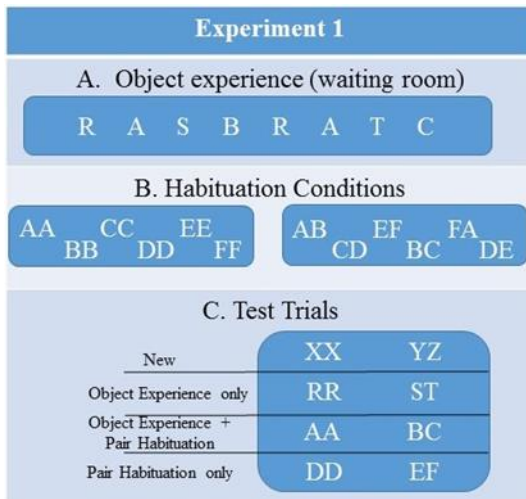 Experiment 1
A. Object experience (waiting room)
R A S B R A T C
B. Habituation Conditions
AA CC EE
BB DD FF
AB EF FA
CD BC DE
C. Test Trials
New XX YZ
Object Experience only RR ST
Object Experience +
Pair Habituation AA BC
Pair Habituation only DD EF